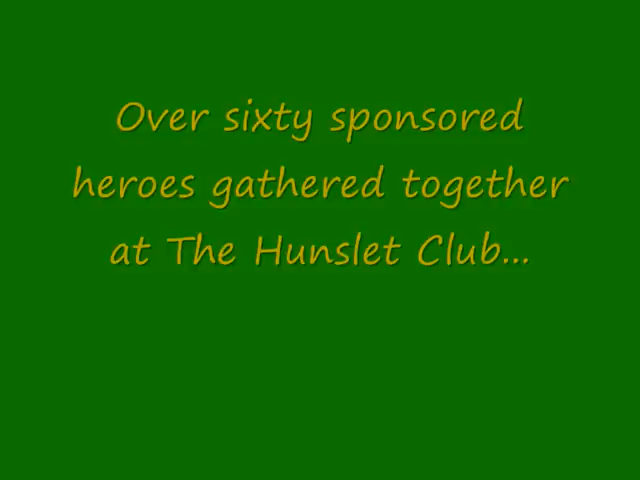 Over sixty sponsored
heroes gathered together
at The Hunslet Club...